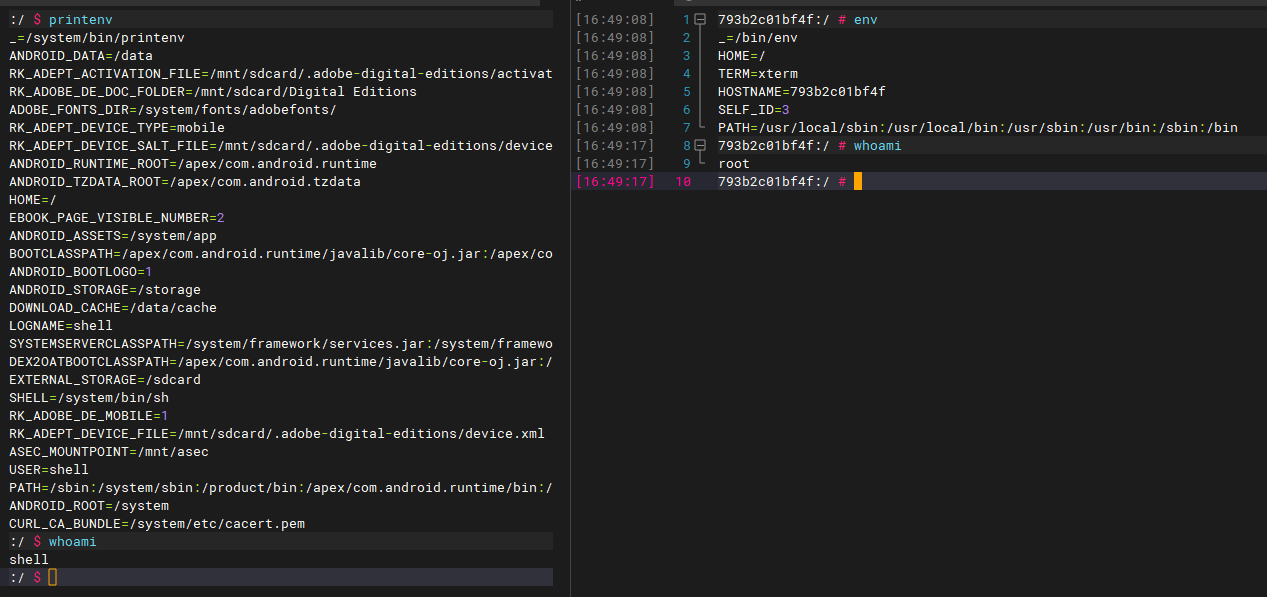 :/ $ printenv
_=/system/bin/printenv
ANDROID_DATA=/data
RK_ADEPT_ACTIVATION_FILE=/mnt/sdcard/.adobe-digital-editions/activat
RK_ADOBE_DE_DOC_FOLDER=/mnt/sdcard/Digital Editions
ADOBE_FONTS_DIR=/system/fonts/adobefonts/
RK_ADEPT_DEVICE_TYPE=mobile
RK_ADEPT_DEVICE_SALT_FILE=/mnt/sdcard/.adobe-digital-editions/device
ANDROID_RUNTIME_ROOT=/apex/com.android.runtime
ANDROID_TZDATA_ROOT=/apex/com.android.tzdata
HOME=/
EBOOK_PAGE_VISIBLE_NUMBER=2
ANDROID_ASSETS=/system/app
BOOTCLASSPATH=/apex/com.android.runtime/javalib/core-oj.jar:/apex/co
ANDROID_BOOTLOGO=1
ANDROID_STORAGE=/storage
DOWNLOAD_CACHE=/data/cache
LOGNAME=shell
SYSTEMSERVERCLASSPATH=/system/framework/services.jar:/system/framewo
DEX2OATBOOTCLASSPATH=/apex/com.android.runtime/javalib/core-oj.jar:/
EXTERNAL_STORAGE=/sdcard
SHELL=/system/bin/sh
RK_ADOBE_DE_MOBILE=1
RK_ADEPT_DEVICE_FILE=/mnt/sdcard/.adobe-digital-editions/device.xml
ASEC_MOUNTPOINT=/mnt/asec
USER=shell
PATH=/sbin:/system/sbin:/product/bin:/apex/com.android.runtime/bin:/
ANDROID_ROOT=/system
CURL_CA_BUNDLE=/system/etc/cacert.pem
:/ $ whoami
shell
:/ $
[16:49:08] 1 793b2c01bf4f:/ # env
[16:49:08] 2 _=/bin/env
[16:49:08] 3 HOME=/
[16:49:08] 4 TERM=xterm
[16:49:08] 5 HOSTNAME=793b2c01bf4f
[16:49:08] 6 SELF_ID=3
[16:49:08] 7 PATH=/usr/local/sbin:/usr/local/bin:/usr/sbin:/usr/bin:/sbin:/bin
[16:49:17] 8 793b2c01bf4f:/ # whoami
[16:49:17] 9 root
[16:49:17] 10 793b2c01bf4f:/ #